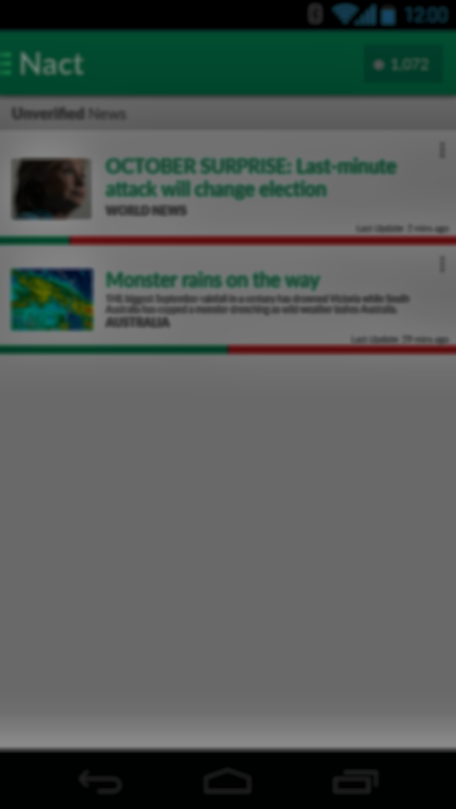 12:00
Nact
1,072
Unverified News
OCTOBER SURPRISE: Last-minute
attack will change election
WORLD NEWS
Last Update 3 mins ago
Monster rains on the way
THE biggest September rainfall in a century has drowned Victoria while South
Australia has copped a monster drenching as wild weather lashes Australia.
AUSTRALIA
Last Update 29 mins ago